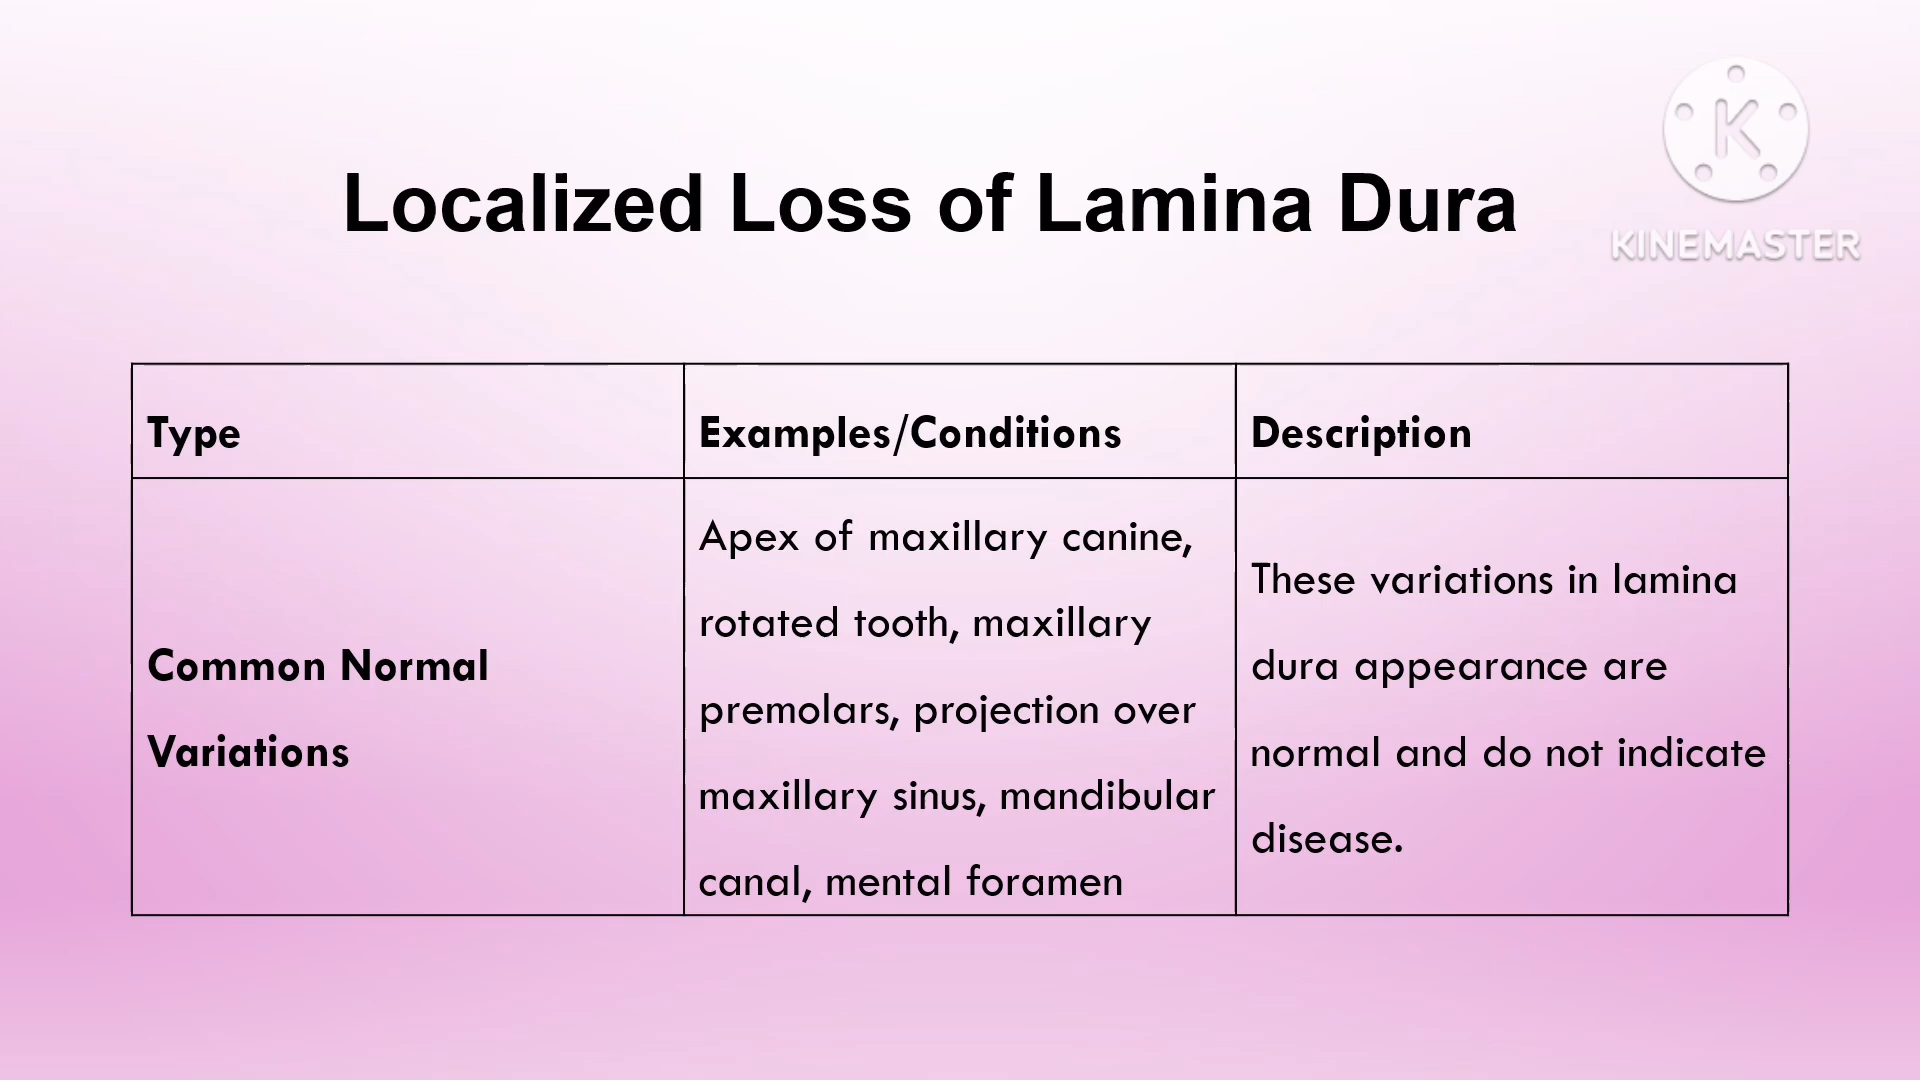 Localized Loss of Lamina Dura
K
KINEMASTER
Type
Examples/Conditions
Description
Common Normal
Variations
Apex of maxillary canine,
rotated tooth, maxillary
premolars, projection over
maxillary sinus, mandibular
canal, mental foramen
These variations in lamina
dura appearance are
normal and do not indicate
disease.